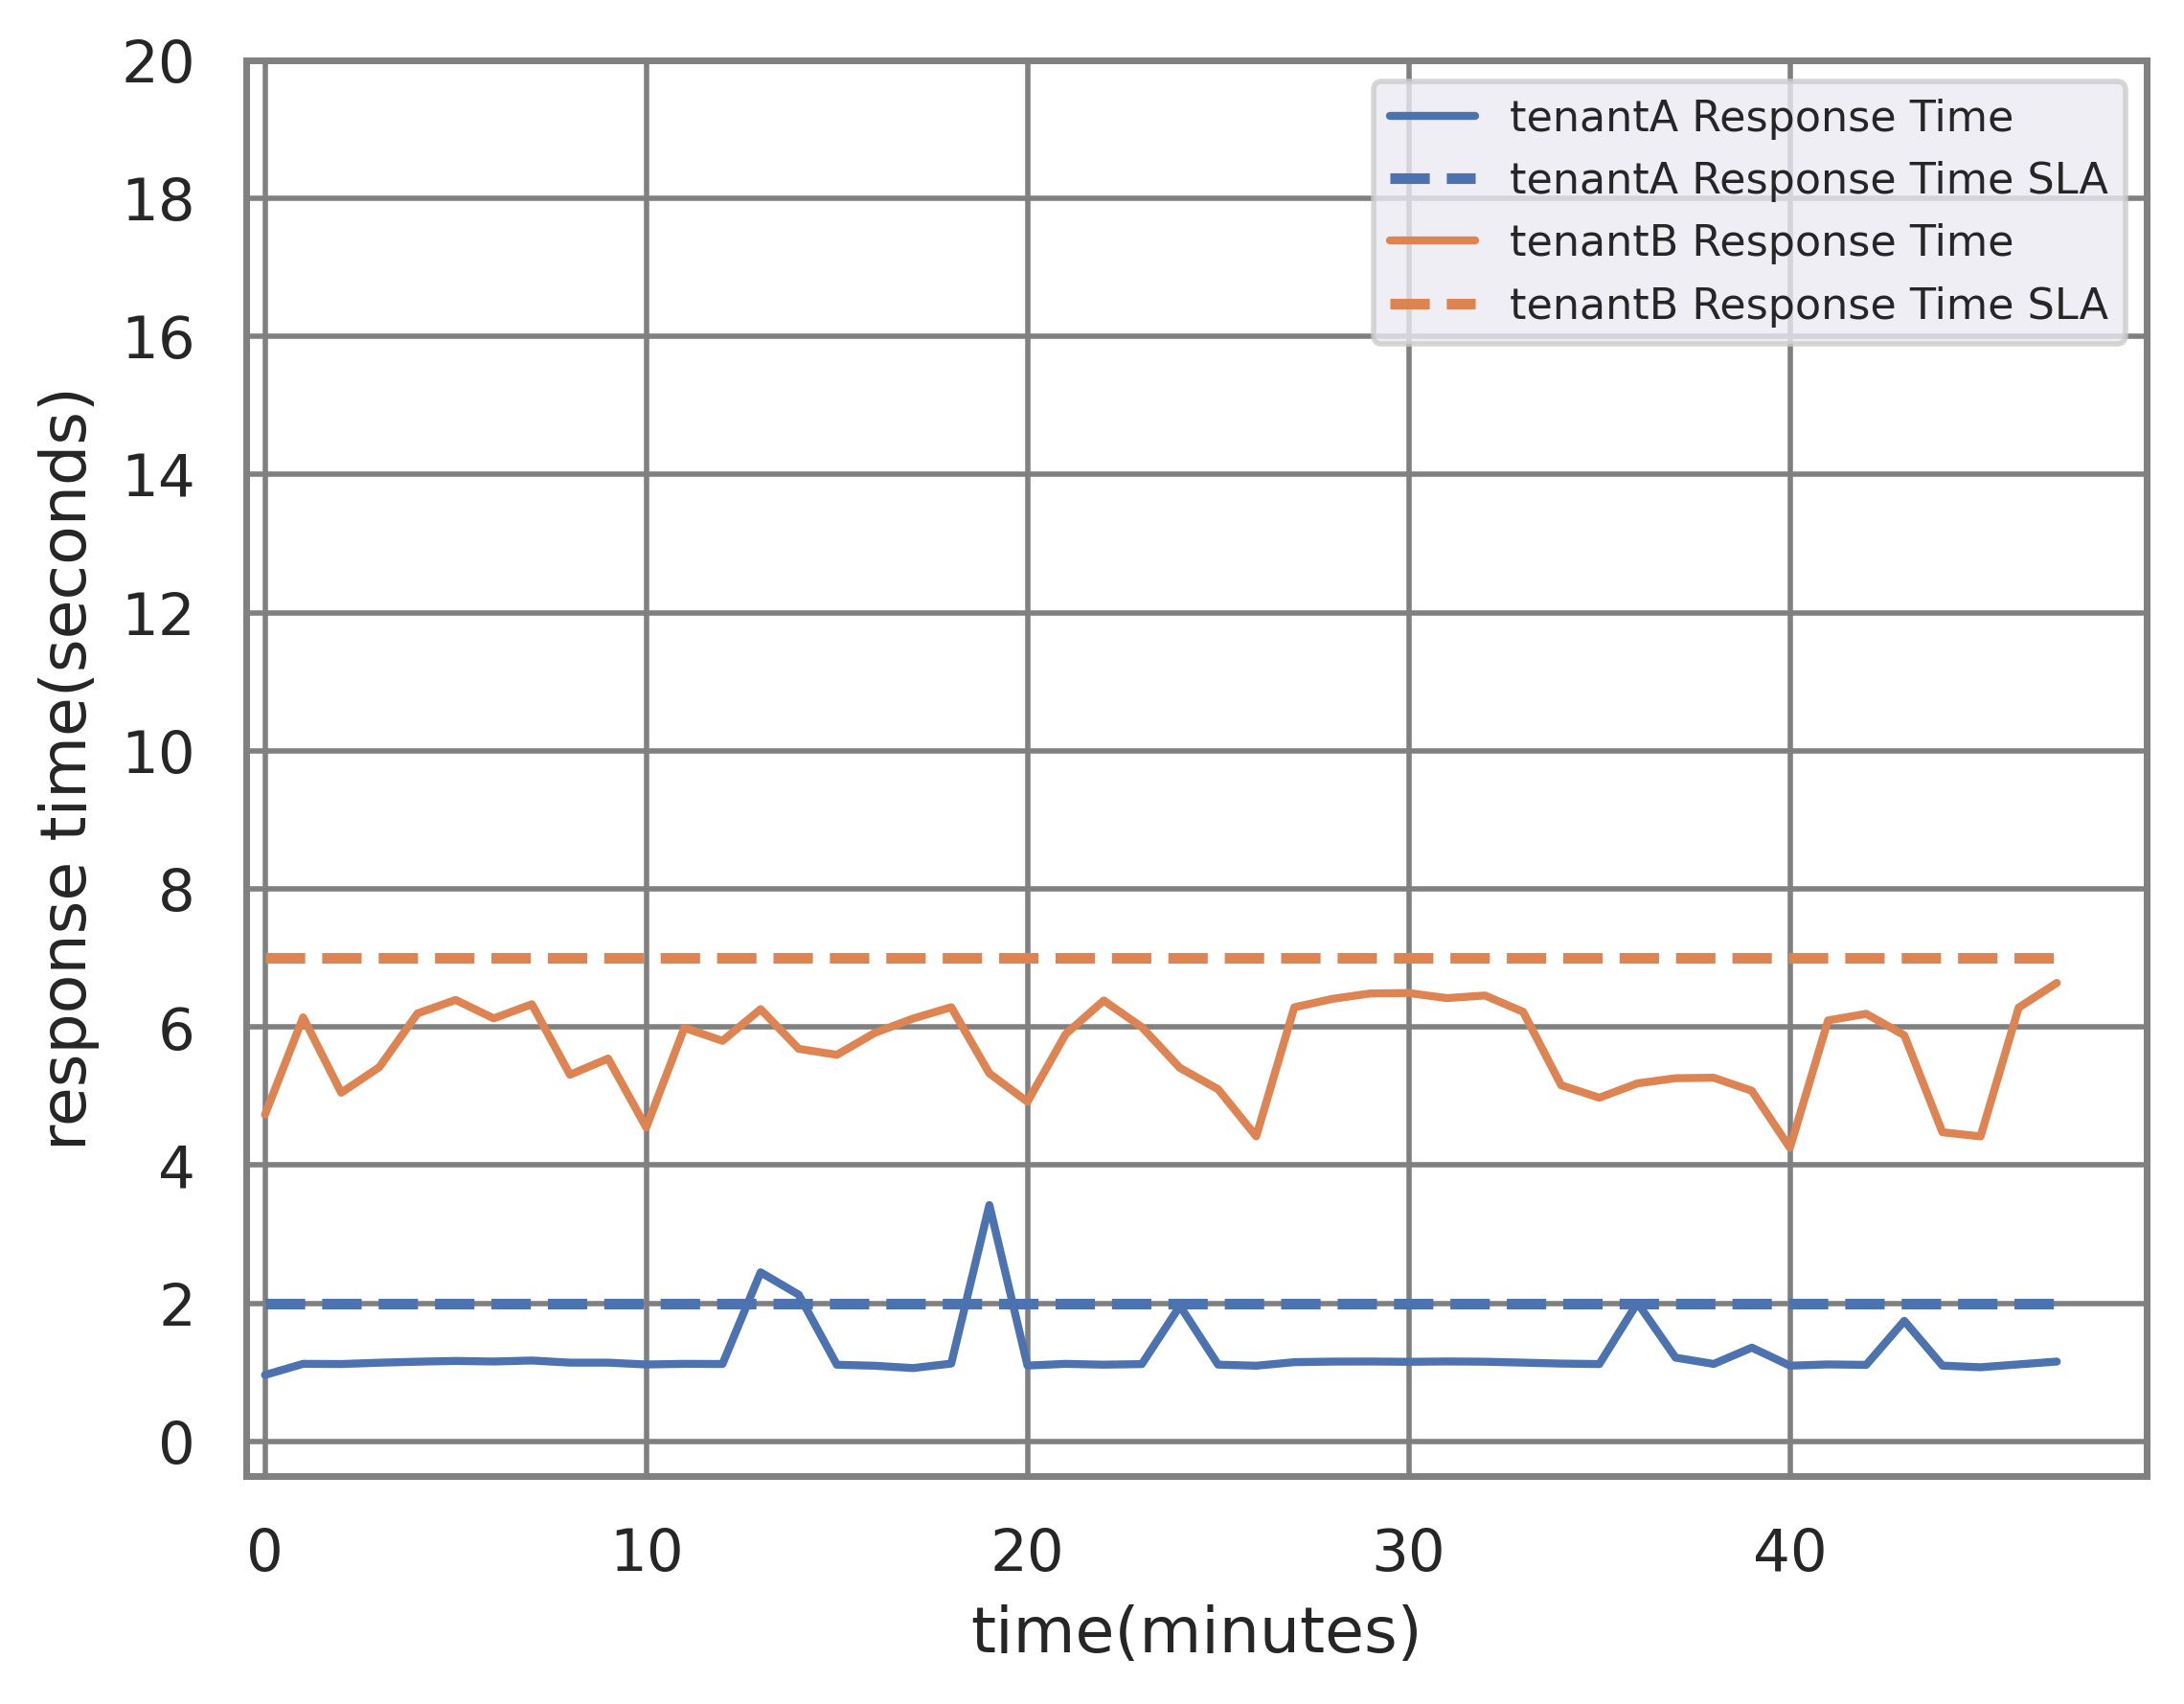 20
18
16
14
12
10
8
6
4
2
0
response time(seconds)
tenantA Response Time
tenantA Response Time SLA
tenantB Response Time
tenantB Response Time SLA
0 10 20 30 40
time(minutes)